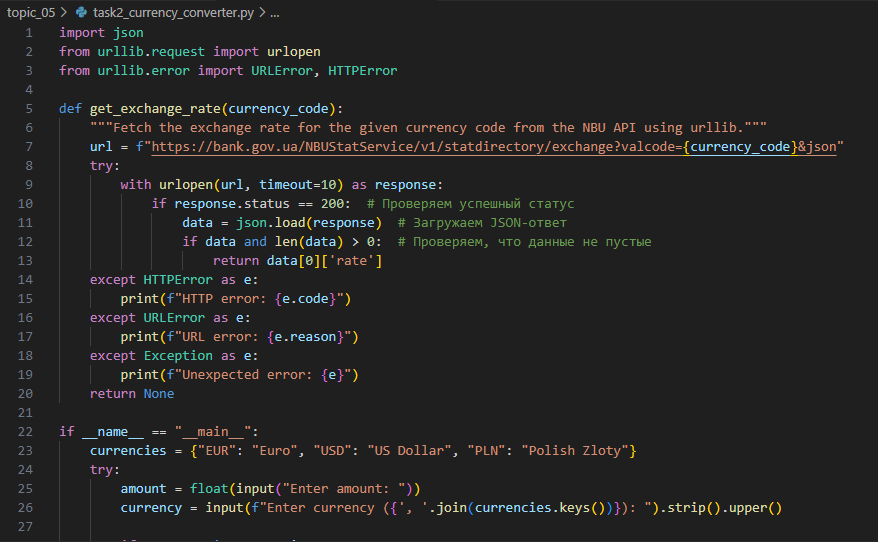 topic_05 > task2_currency_converter.py > ...
1 import json
2 from urllib.request import urlopen
3 from urllib.error import URLError, HTTPError
4
5 def get_exchange_rate(currency_code):
6     """Fetch the exchange rate for the given currency code from the NBU API using urllib."""
7     url = f"https://bank.gov.ua/NBUStatService/v1/statdirectory/exchange?valcode={currency_code}&json"
8     try:
9         with urlopen(url, timeout=10) as response:
10             if response.status == 200:  # Проверяем успешный статус
11                 data = json.load(response)  # Загружаем JSON-ответ
12                 if data and len(data) > 0:  # Проверяем, что данные не пустые
13                     return data[0]['rate']
14     except HTTPError as e:
15         print(f"HTTP error: {e.code}")
16     except URLError as e:
17         print(f"URL error: {e.reason}")
18     except Exception as e:
19         print(f"Unexpected error: {e}")
20     return None
21
22 if __name__ == "__main__":
23     currencies = {"EUR": "Euro", "USD": "US Dollar", "PLN": "Polish Zloty"}
24     try:
25         amount = float(input("Enter amount: "))
26         currency = input(f"Enter currency ({', '.join(currencies.keys())}): ").strip().upper()
27